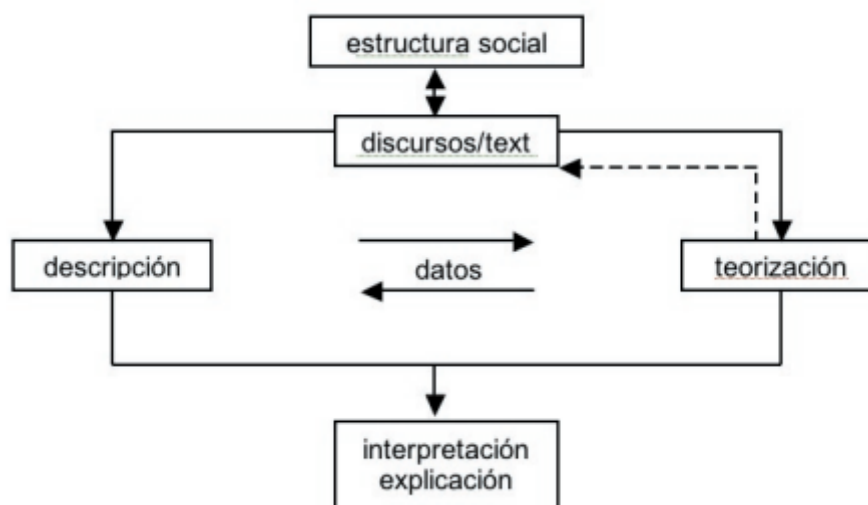 estructura social
discursos/text
descripción
datos
teorización
interpretación
explicación